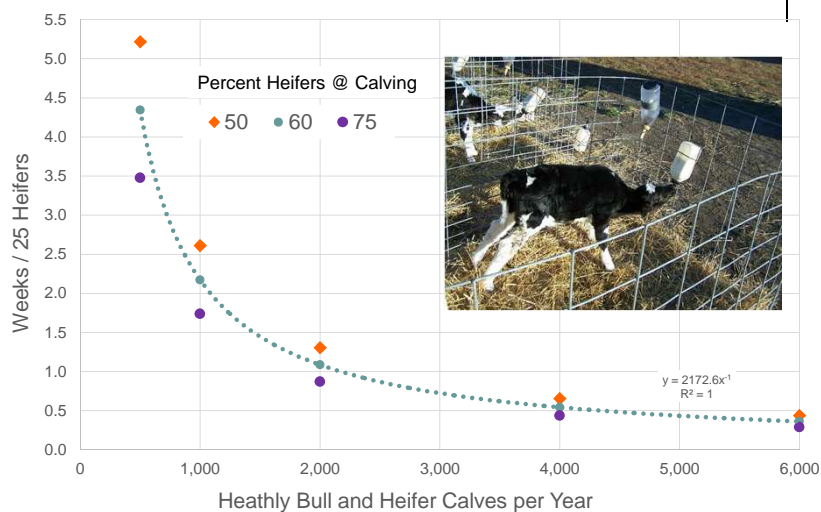 5.5
5.0
4.5
4.0
3.5
3.0
2.5
2.0
1.5
1.0
0.5
0.0
Weeks / 25 Heifers
Percent Heifers @ Calving
50 60 75
y = 2172.6x⁻¹
R² = 1
0 1,000 2,000 3,000 4,000 5,000 6,000
Heathly Bull and Heifer Calves per Year